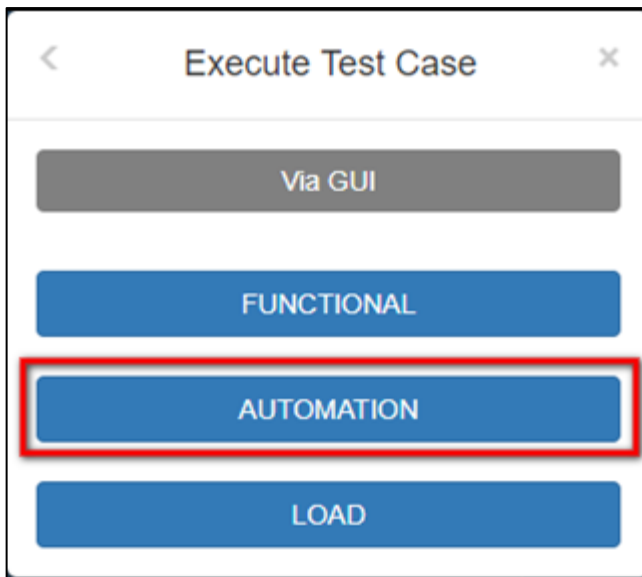 Execute Test Case
Via GUI
FUNCTIONAL
AUTOMATION
LOAD